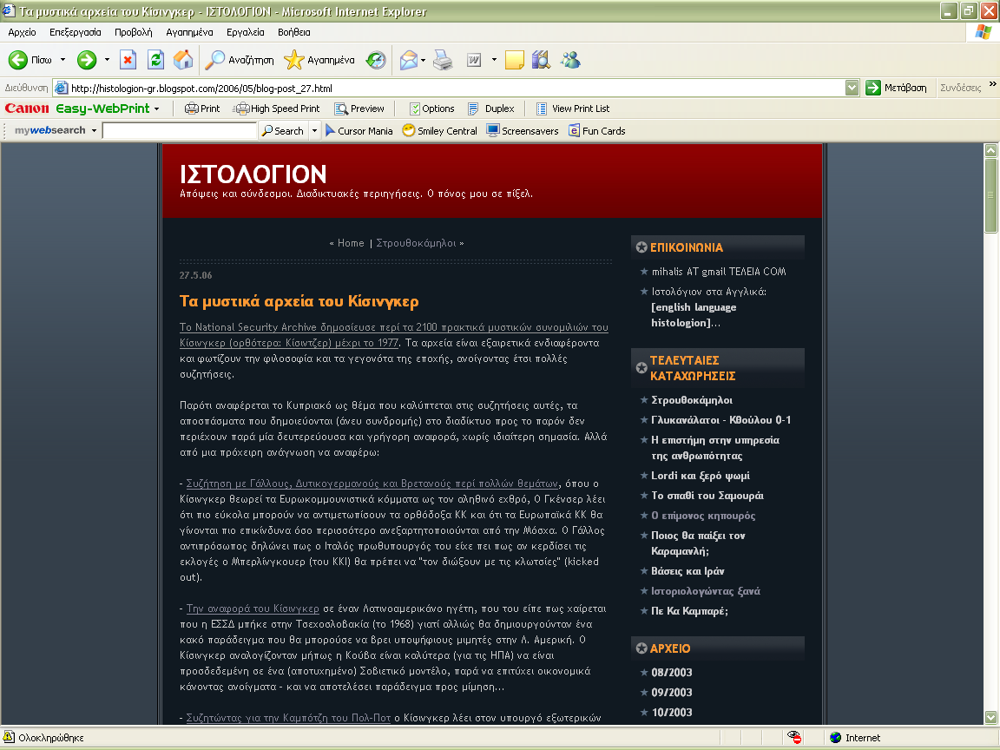 Τα μυστικά αρχεία του Κίσινγκερ - ΙΣΤΟΛΟΓΙΟΝ - Microsoft Internet Explorer
Αρχείο Επεξεργασία Προβολή Αγαπημένα Εργαλεία Βοήθεια
Πίσω Αναζήτηση Αγαπημένα
Διεύθυνση http://histologion-gr.blogspot.com/2006/05/blog-post_27.html Μετάβαση Συνδέσεις »
Canon Easy-WebPrint Print High Speed Print Preview Options Duplex View Print List
mywebsearch Search Cursor Mania Smiley Central Screensavers Fun Cards
ΙΣΤΟΛΟΓΙΟΝ
Απόψεις και σύνδεσμοι. Διαδικτυακές περιηγήσεις. Ο πόνος μου σε πίξελ.
« Home | Στρουθοκάμηλοι »
27.5.06
Τα μυστικά αρχεία του Κίσινγκερ
Το National Security Archive δημοσίευσε περί τα 2100 πρακτικά μυστικών συνομιλιών του
Κίσινγκερ (ορθότερα: Κίσιντζερ) μέχρι το 1977. Τα αρχεία είναι εξαιρετικά ενδιαφέροντα
και φωτίζουν την φιλοσοφία και τα γεγονότα της εποχής, ανοίγοντας έτσι πολλές
συζητήσεις.
Παρότι αναφέρεται το Κυπριακό ως θέμα που καλύπτεται στις συζητήσεις αυτές, τα
αποσπάσματα που δημοιεύονται (άνευ συνδρομής) στο διαδίκτυο προς το παρόν δεν
περιέχουν παρά μία δευτερεύουσα και γρήγορη αναφορά, χωρίς ιδιαίτερη σημασία. Αλλά
από μια πρόχειρη ανάγνωση να αναφέρω:
- Συζήτηση με Γάλλους, Δυτικογερμανούς και Βρετανούς περί πολλών θεμάτων, όπου ο
Κίσινγκερ θεωρεί τα Ευρωκομμουνιστικά κόμματα ως τον αληθινό εχθρό, Ο Γκένσερ λέει
ότι πιο εύκολα μπορούν να αντιμετωπίσουν τα ορθόδοξα ΚΚ και ότι τα Ευρωπαϊκά ΚΚ θα
γίνονται πιο επικίνδυνα όσο περισσότερο ανεξαρτητοποιούνται από την Μόσχα. Ο Γάλλος
αντιπρόσωπος δηλώνει πως ο Ιταλός πρωθυπουργός του είχε πει πως αν κερδίσει τις
εκλογές ο Μπερλίνγκουερ (του ΚΚΙ) θα πρέπει να "τον διώξουν με τις κλωτσίες" (kicked
out).
- Την αναφορά του Κίσινγκερ σε έναν Λατινοαμερικάνο ηγέτη, που του είπε πως χαίρεται
που η ΕΣΣΔ μπήκε στην Τσεχοσλοβακία (το 1968) γιατί αλλιώς θα δημιουργούνταν ένα
κακό παράδειγμα που θα μπορούσε να βρει υποψήφιους μιμητές στην Λ. Αμερική. Ο
Κίσινγκερ αναλογίζονταν μήπως η Κούβα είναι καλύτερα (για τις ΗΠΑ) να είναι
προσδεδεμένη σε ένα (αποτυχημένο) Σοβιετικό μοντέλο, παρά να επιτύχει οικονομικά
κάνοντας ανοίγματα - και να αποτελέσει παράδειγμα προς μίμηση...
- Συζητώντας για την Καμπότζη του Πολ-Ποτ ο Κίσινγκερ λέει στον υπουργό εξωτερικών
ΕΠΙΚΟΙΝΩΝΙΑ
mihalis AT gmail ΤΕΛΕΙΑ COM
Ιστολόγιον στα Αγγλικά:
[english language
histologion]...
ΤΕΛΕΥΤΑΙΕΣ
ΚΑΤΑΧΩΡΗΣΕΙΣ
Στρουθοκάμηλοι
Γλυκανάλατοι - Κθούλου 0-1
Η επιστήμη στην υπηρεσία
της ανθρωπότητας
Lordi και ξερό ψωμί
Το σπαθί του Σαμουράι
Ο επίμονος κηπουρός
Ποιος θα παίξει τον
Καραμανλή;
Βάσεις και Ιράν
Ιστοριολογώντας ξανά
Πε Κα Καμπαρέ;
ΑΡΧΕΙΟ
08/2003
09/2003
10/2003
Ολοκληρώθηκε Internet